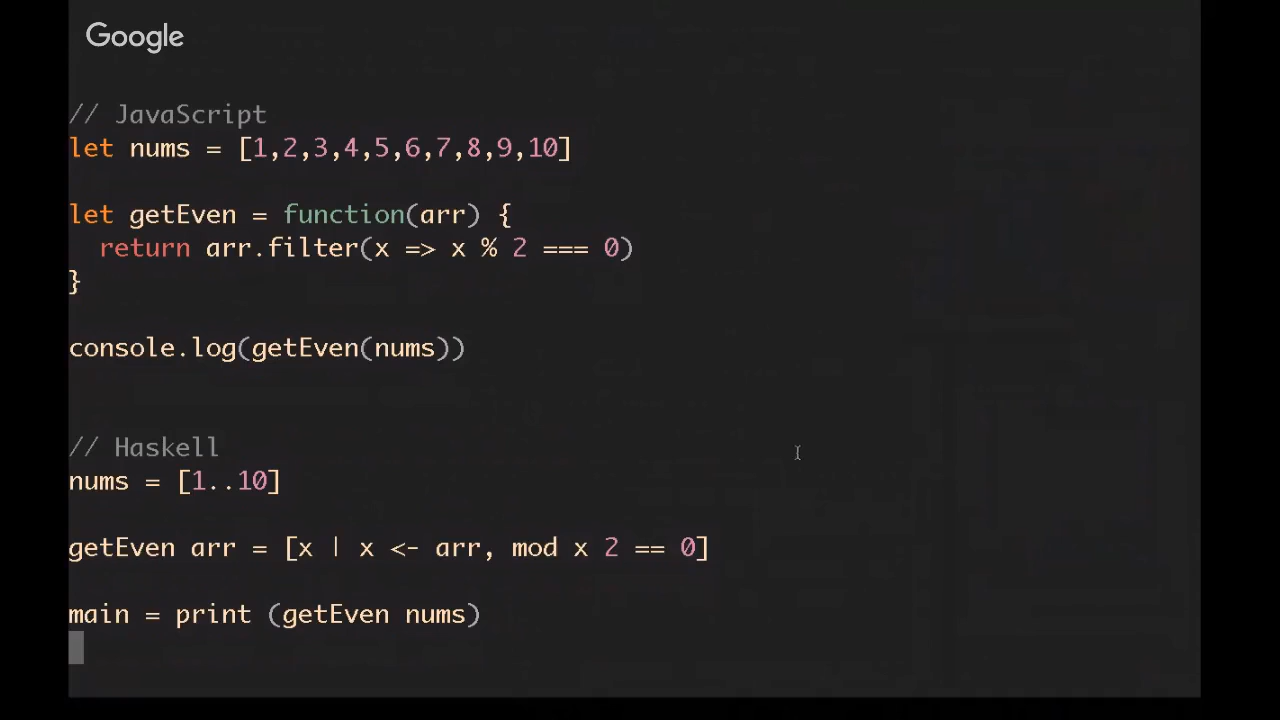 Google
// JavaScript
let nums = [1,2,3,4,5,6,7,8,9,10]
let getEven = function(arr) {
  return arr.filter(x => x % 2 === 0)
}
console.log(getEven(nums))
// Haskell
nums = [1..10]
getEven arr = [x | x <- arr, mod x 2 == 0]
main = print (getEven nums)